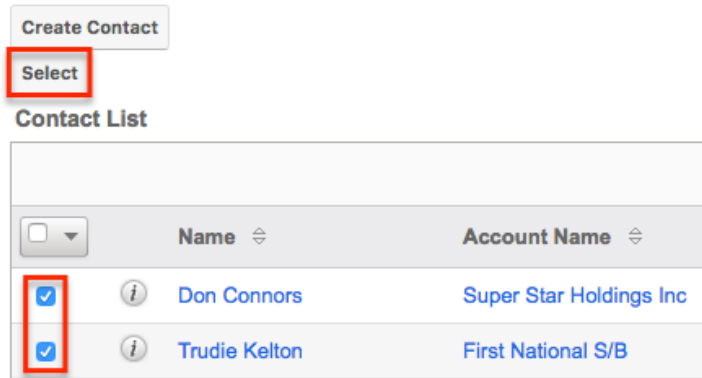 Create Contact
Select
Contact List
Name Account Name
i Don Connors Super Star Holdings Inc
i Trudie Kelton First National S/B